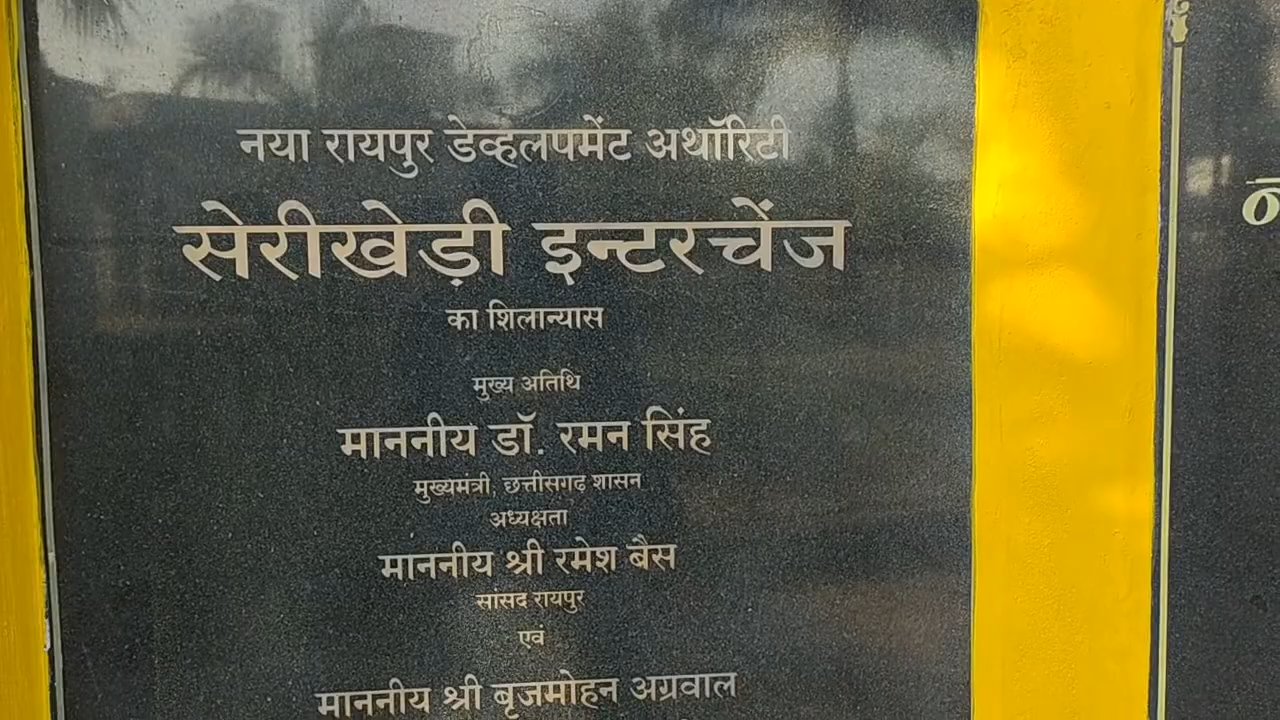 नया रायपुर डेव्हलपमेंट अथॉरिटी
सेरीखेड़ी इन्टरचेंज
का शिलान्यास
मुख्य अतिथि
माननीय डॉ. रमन सिंह
मुख्यमंत्री, छत्तीसगढ़ शासन
अध्यक्षता
माननीय श्री रमेश बैस
सांसद रायपुर
एवं
माननीय श्री बृजमोहन अग्रवाल